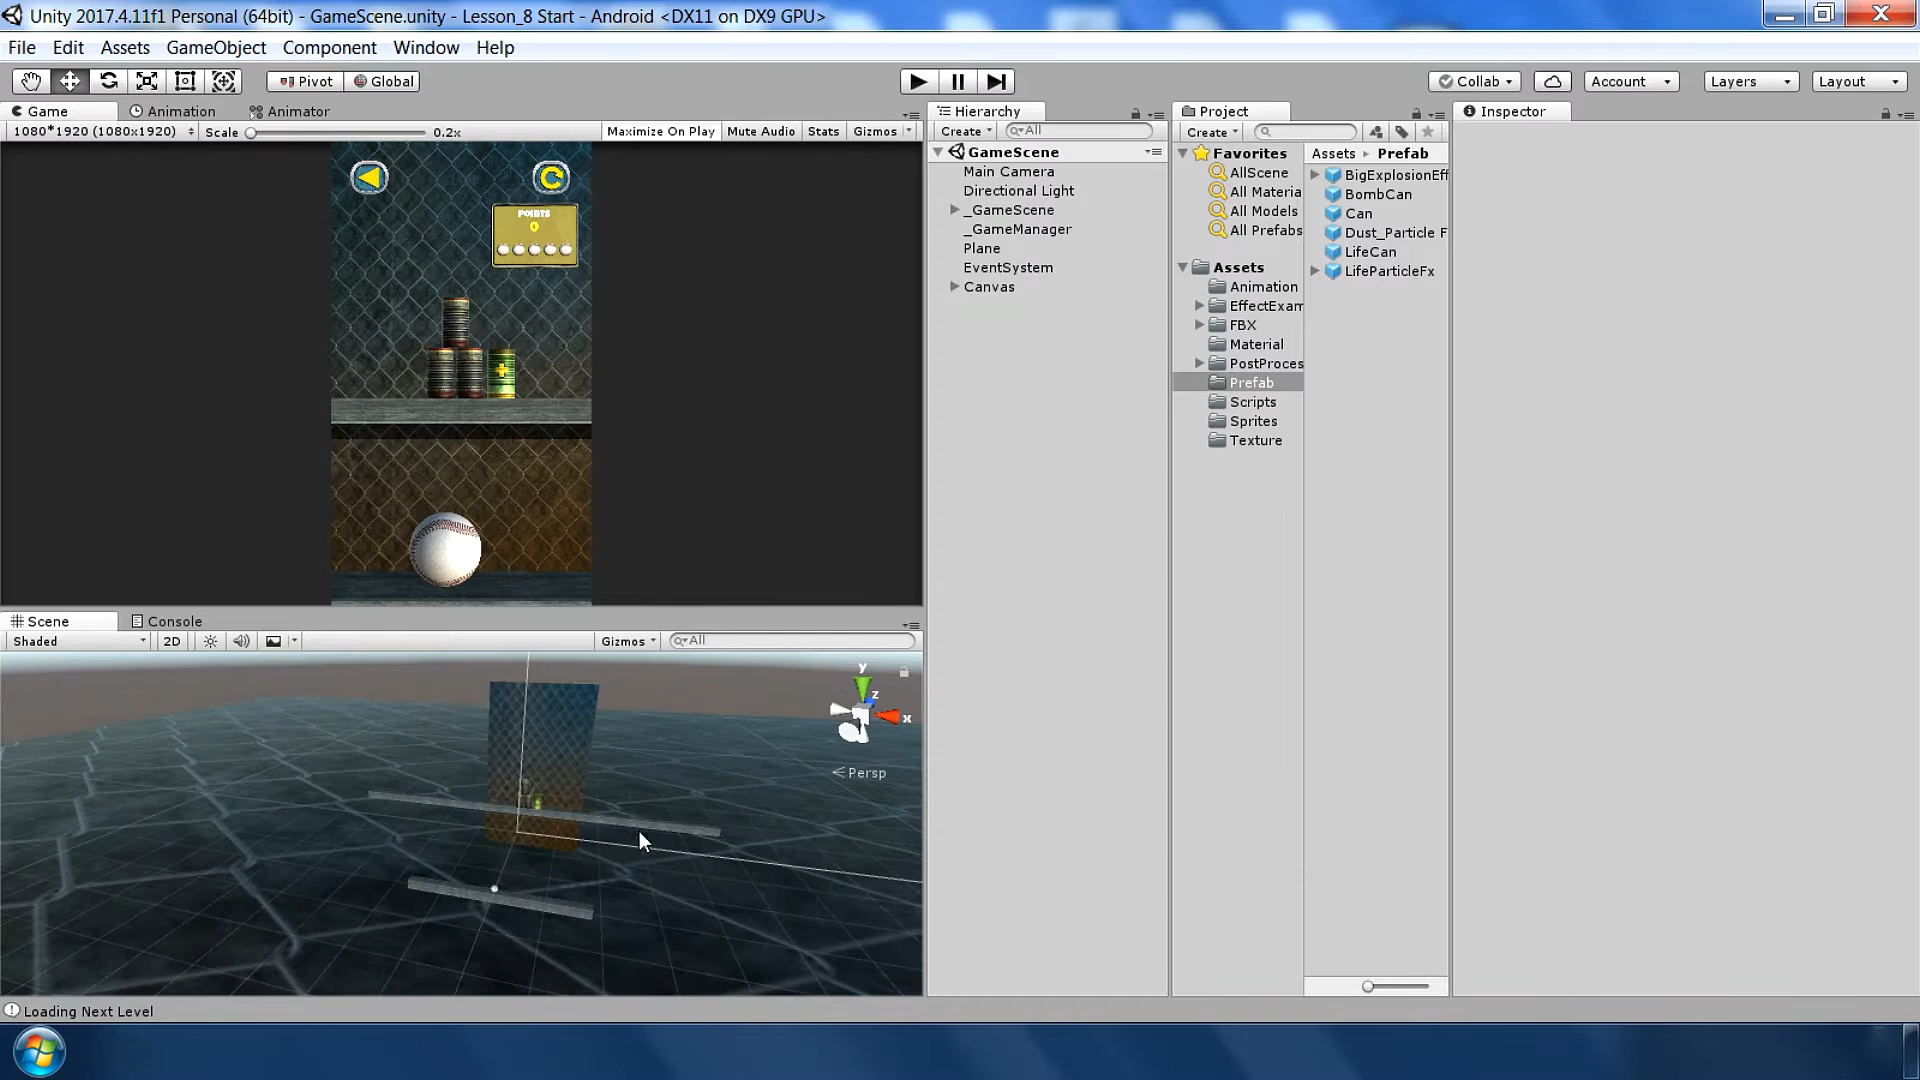 Unity 2017.4.11f1 Personal (64bit) - GameScene.unity - Lesson_8 Start - Android <DX11 on DX9 GPU>
File Edit Assets GameObject Component Window Help
Pivot Global Collab Account Layers Layout
Game Animation Animator
1080*1920 (1080x1920) Scale 0.2x Maximize On Play Mute Audio Stats Gizmos
POINTS
0
Scene Console
Shaded 2D Gizmos All
y
z
x
Persp
Hierarchy
Create All
GameScene
Main Camera
Directional Light
_GameScene
_GameManager
Plane
EventSystem
Canvas
Project
Create
Favorites
AllScene
All Materia
All Models
All Prefabs
Assets
Animation
EffectExam
FBX
Material
PostProces
Prefab
Scripts
Sprites
Texture
Assets Prefab
BigExplosionEff
BombCan
Can
Dust_Particle F
LifeCan
LifeParticleFx
Inspector
Loading Next Level